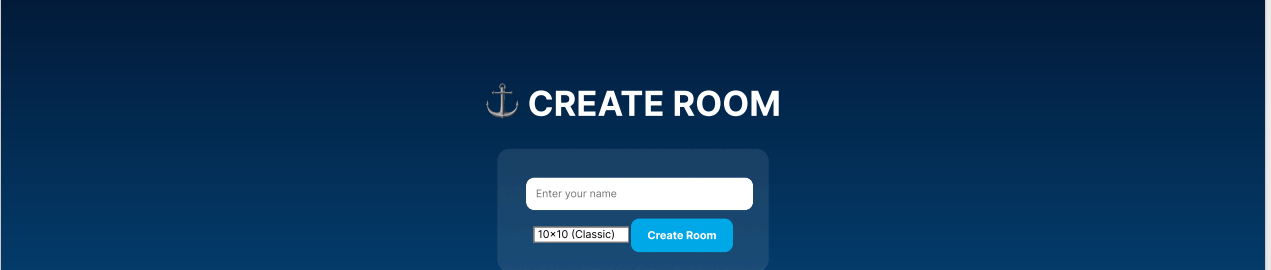 CREATE ROOM
Enter your name
10×10 (Classic)
Create Room